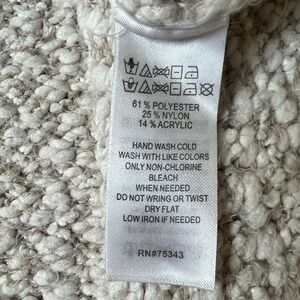 61 % POLYESTER
25 % NYLON
14 % ACRYLIC
HAND WASH COLD
WASH WITH LIKE COLORS
ONLY NON-CHLORINE
BLEACH
WHEN NEEDED
DO NOT WRING OR TWIST
DRY FLAT
LOW IRON IF NEEDED
RN#75343